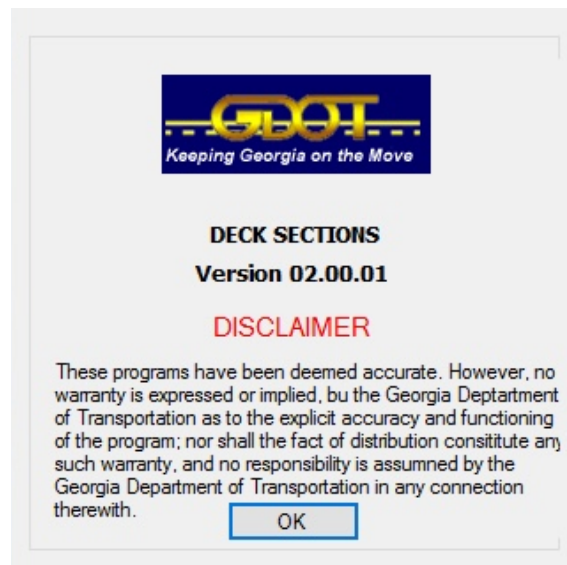 GDOT
Keeping Georgia on the Move
DECK SECTIONS
Version 02.00.01
DISCLAIMER
These programs have been deemed accurate. However, no
warranty is expressed or implied, bu the Georgia Deptartment
of Transportation as to the explicit accuracy and functioning
of the program; nor shall the fact of distribution consititute any
such warranty, and no responsibility is assumned by the
Georgia Department of Transportation in any connection
therewith.
OK